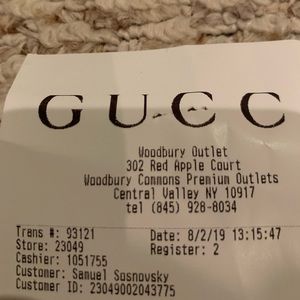 GUCC
Woodbury Outlet
302 Red Apple Court
Woodbury Commons Premium Outlets
Central Valley NY 10917
tel (845) 928-8034
Trans #: 93121 Date: 8/2/19 13:15:47
Store: 23049 Register: 2
Cashier: 1051755
Customer: Samuel Sosnovsky
Customer ID: 23049002043775